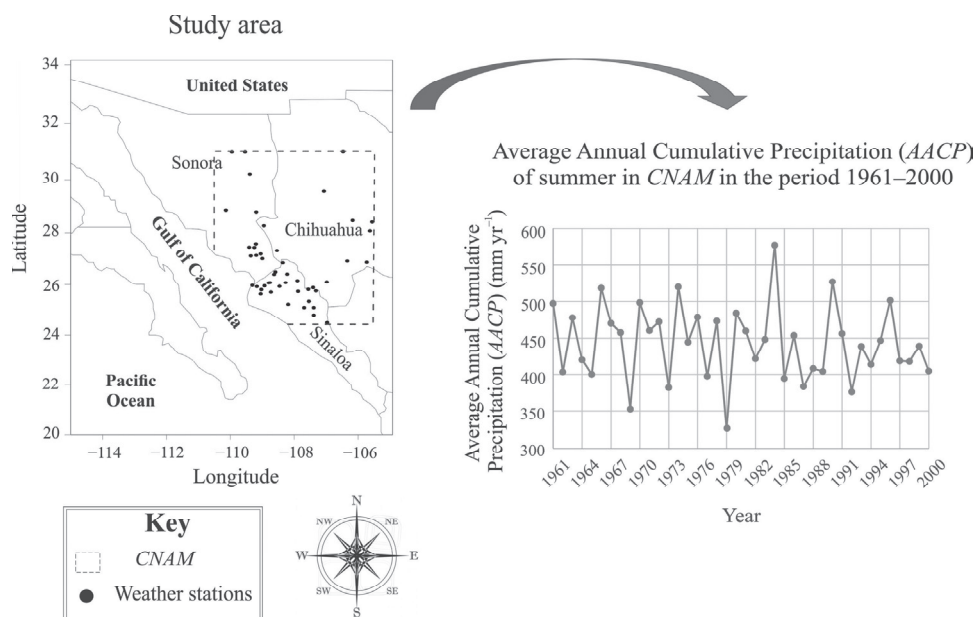 Study area
34
32
30
28
26
24
22
20
Latitude
−114
−112
−110
−108
−106
Longitude
United States
Sonora
Chihuahua
Gulf of California
Sinaloa
Pacific
Ocean
Key
CNAM
Weather stations
N
NE
E
SE
S
SW
W
NW
Average Annual Cumulative Precipitation (AACP)
of summer in CNAM in the period 1961–2000
Average Annual Cumulative
Precipitation (AACP) (mm yr⁻¹)
600
550
500
450
400
350
300
1961
1964
1967
1970
1973
1976
1979
1982
1985
1988
1991
1994
1997
2000
Year